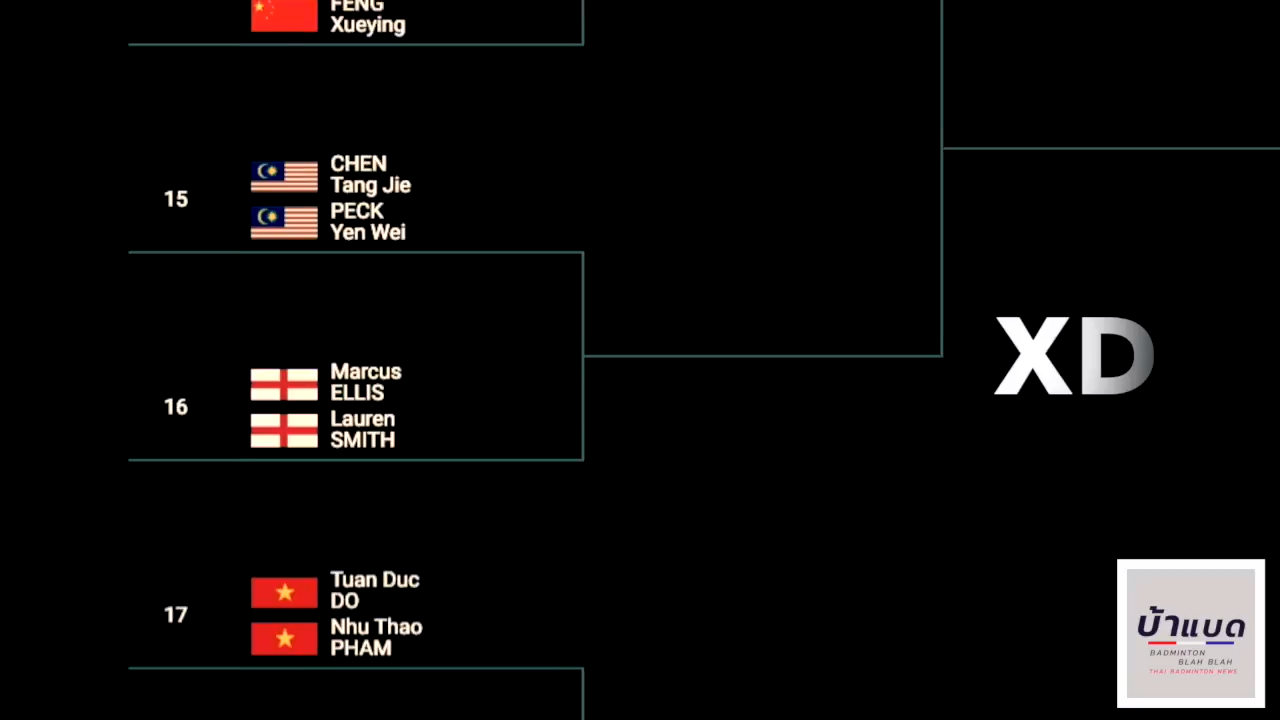 FENG
Xueying
15
CHEN
Tang Jie
PECK
Yen Wei
16
Marcus
ELLIS
Lauren
SMITH
XD
17
Tuan Duc
DO
Nhu Thao
PHAM
บ้าแบด
BADMINTON
BLAH BLAH
THAI BADMINTON NEWS